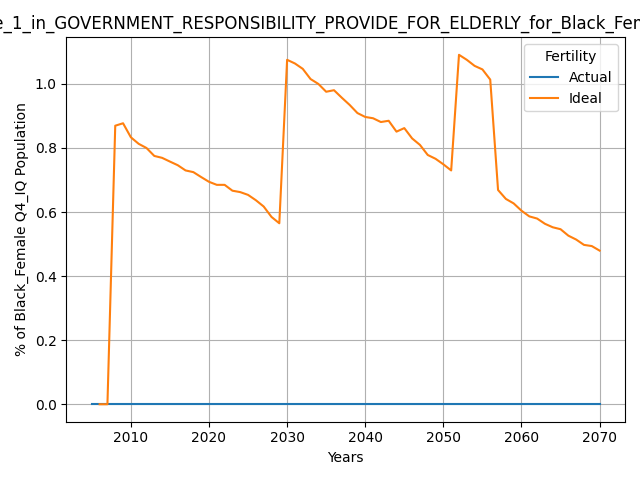 e_1_in_GOVERNMENT_RESPONSIBILITY_PROVIDE_FOR_ELDERLY_for_Black_Fem
Fertility
Actual
Ideal
% of Black_Female Q4_IQ Population
1.0
0.8
0.6
0.4
0.2
0.0
2010 2020 2030 2040 2050 2060 2070
Years